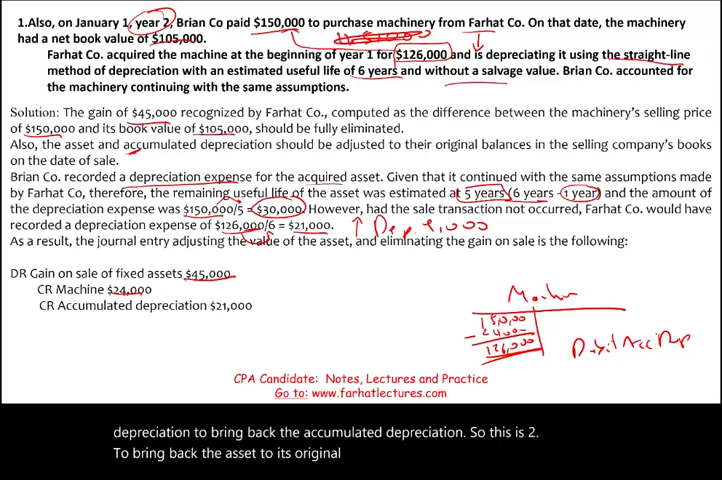 1.Also, on January 1, year 2, Brian Co paid $150,000 to purchase machinery from Farhat Co. On that date, the machinery
had a net book value of $105,000.
Farhat Co. acquired the machine at the beginning of year 1 for $126,000 and is depreciating it using the straight-line
method of depreciation with an estimated useful life of 6 years and without a salvage value. Brian Co. accounted for
the machinery continuing with the same assumptions.
Solution: The gain of $45,000 recognized by Farhat Co., computed as the difference between the machinery's selling price
of $150,000 and its book value of $105,000, should be fully eliminated.
Also, the asset and accumulated depreciation should be adjusted to their original balances in the selling company's books
on the date of sale.
Brian Co. recorded a depreciation expense for the acquired asset. Given that it continued with the same assumptions made
by Farhat Co, therefore, the remaining useful life of the asset was estimated at 5 years (6 years - 1 year) and the amount of
the depreciation expense was $150,000/5 = $30,000. However, had the sale transaction not occurred, Farhat Co. would have
recorded a depreciation expense of $126,000/6 = $21,000. ↑ Dep 9,000
As a result, the journal entry adjusting the value of the asset, and eliminating the gain on sale is the following:
DR Gain on sale of fixed assets $45,000
CR Machine $24,000
CR Accumulated depreciation $21,000
150,00
- 2400-
126,000
CPA Candidate: Notes, Lectures and Practice
Go to: www.farhatlectures.com
depreciation to bring back the accumulated depreciation. So this is 2.
To bring back the asset to its original